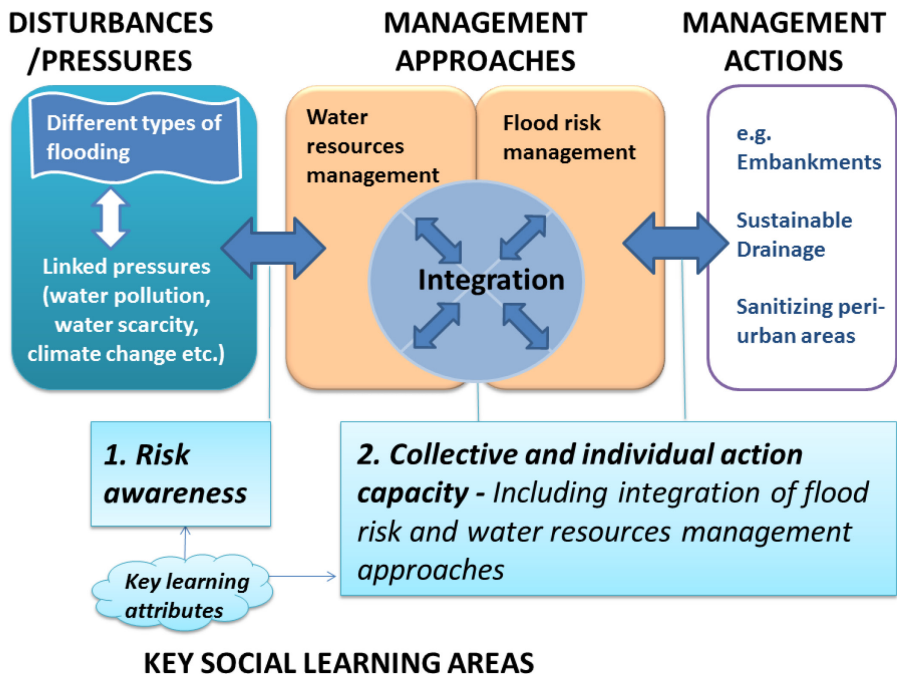 DISTURBANCES
/PRESSURES
MANAGEMENT
APPROACHES
MANAGEMENT
ACTIONS
Different types of
flooding
Linked pressures
(water pollution,
water scarcity,
climate change etc.)
Water
resources
management
Flood risk
management
Integration
e.g.
Embankments
Sustainable
Drainage
Sanitizing peri-
urban areas
1. Risk
awareness
2. Collective and individual action
capacity - Including integration of flood
risk and water resources management
approaches
Key learning
attributes
KEY SOCIAL LEARNING AREAS